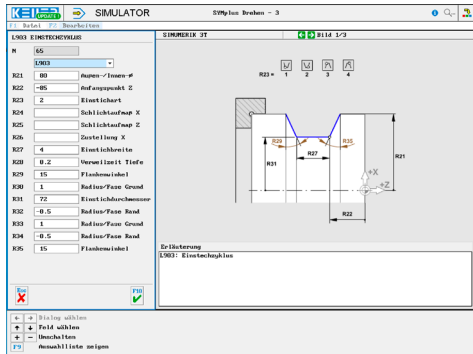 KELLER UPDATE SIMULATOR SYMplus Drehen - 3
F1 Datei F2 Bearbeiten
L903 EINSTECHZYKLUS
N 65
L903
R21 80 Außen-/Innen-ø
R22 -85 Anfangspunkt Z
R23 2 Einstichart
R24 Schlichtaufmaß X
R25 Schlichtaufmaß Z
R26 Zustellung X
R27 4 Einstichbreite
R28 0.2 Verweilzeit Tiefe
R29 15 Flankenwinkel
R30 1 Radius/Fase Grund
R31 72 Einstichdurchmesser
R32 -0.5 Radius/Fase Rand
R33 1 Radius/Fase Grund
R34 -0.5 Radius/Fase Rand
R35 15 Flankenwinkel
Esc F10
SINUMERIK 3T Bild 1/3
R23 = 1 2 3 4
R29 R35
R27
R31 R21
+X
+Z
R22
Erläuterung
L903: Einstechzyklus
← → Dialog wählen
↑ ↓ Feld wählen
+ - Umschalten
F9 Auswahlliste zeigen